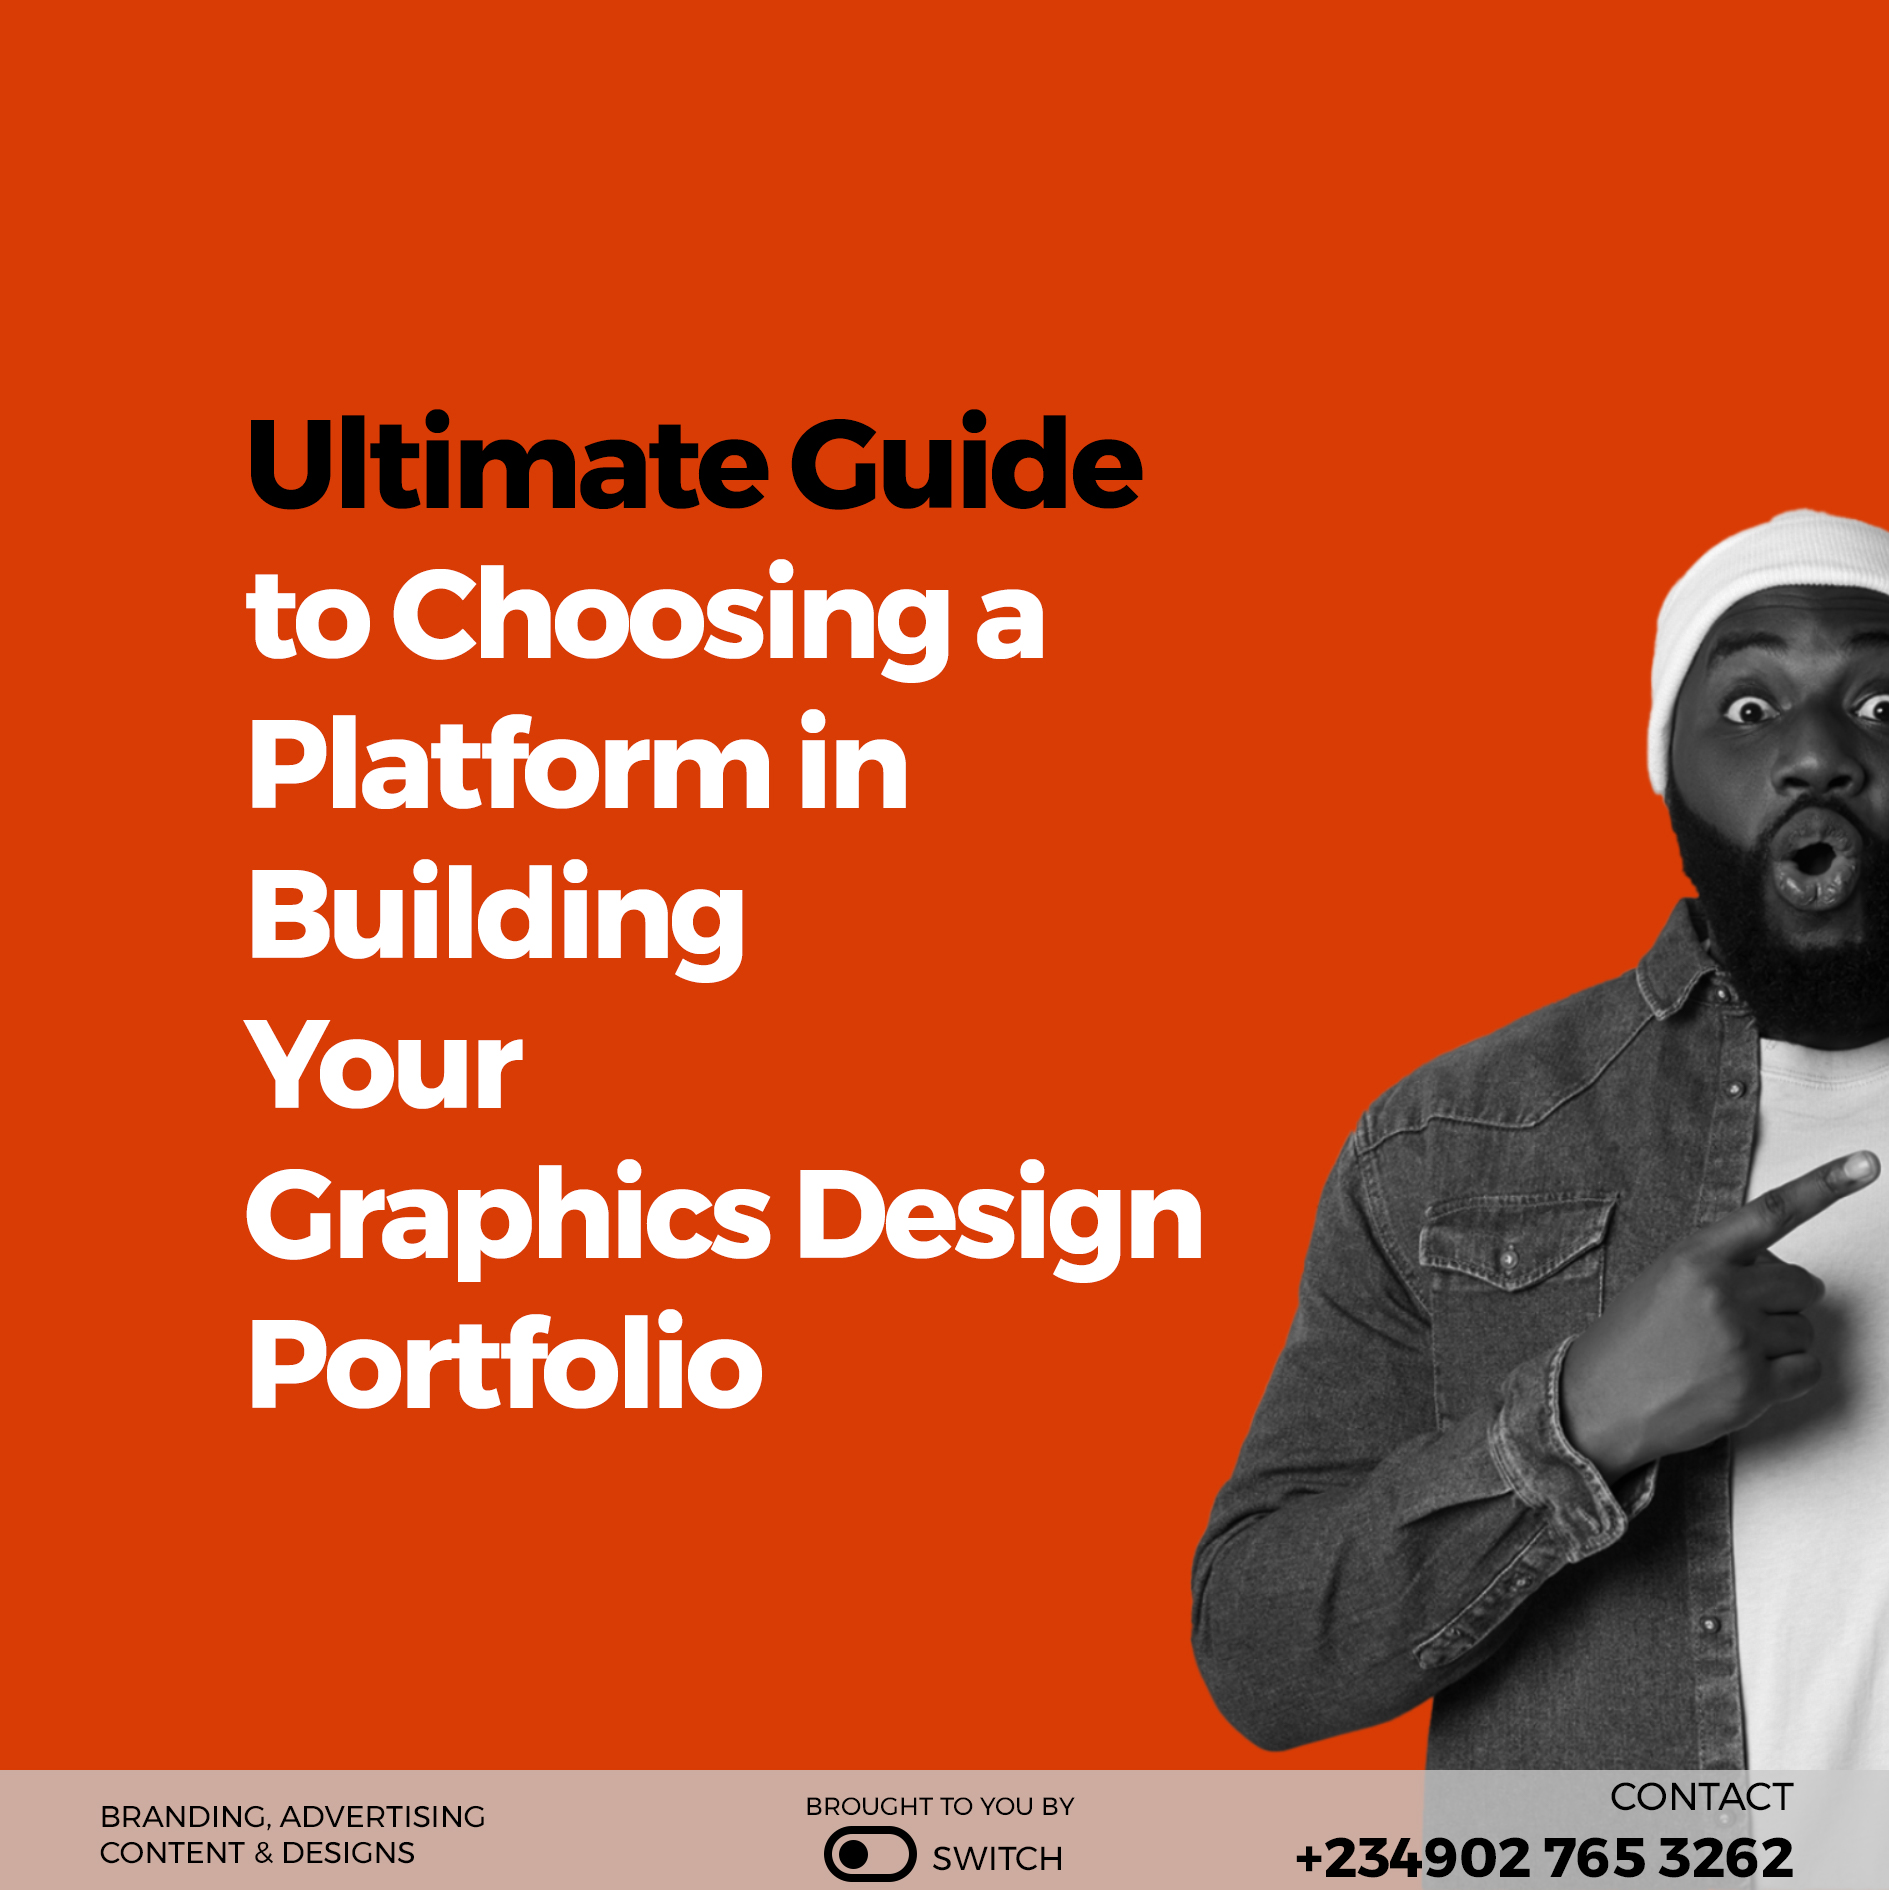 Ultimate Guide
to Choosing a
Platform in
Building
Your
Graphics Design
Portfolio
BRANDING, ADVERTISING
CONTENT & DESIGNS
BROUGHT TO YOU BY
SWITCH
CONTACT
+234902 765 3262